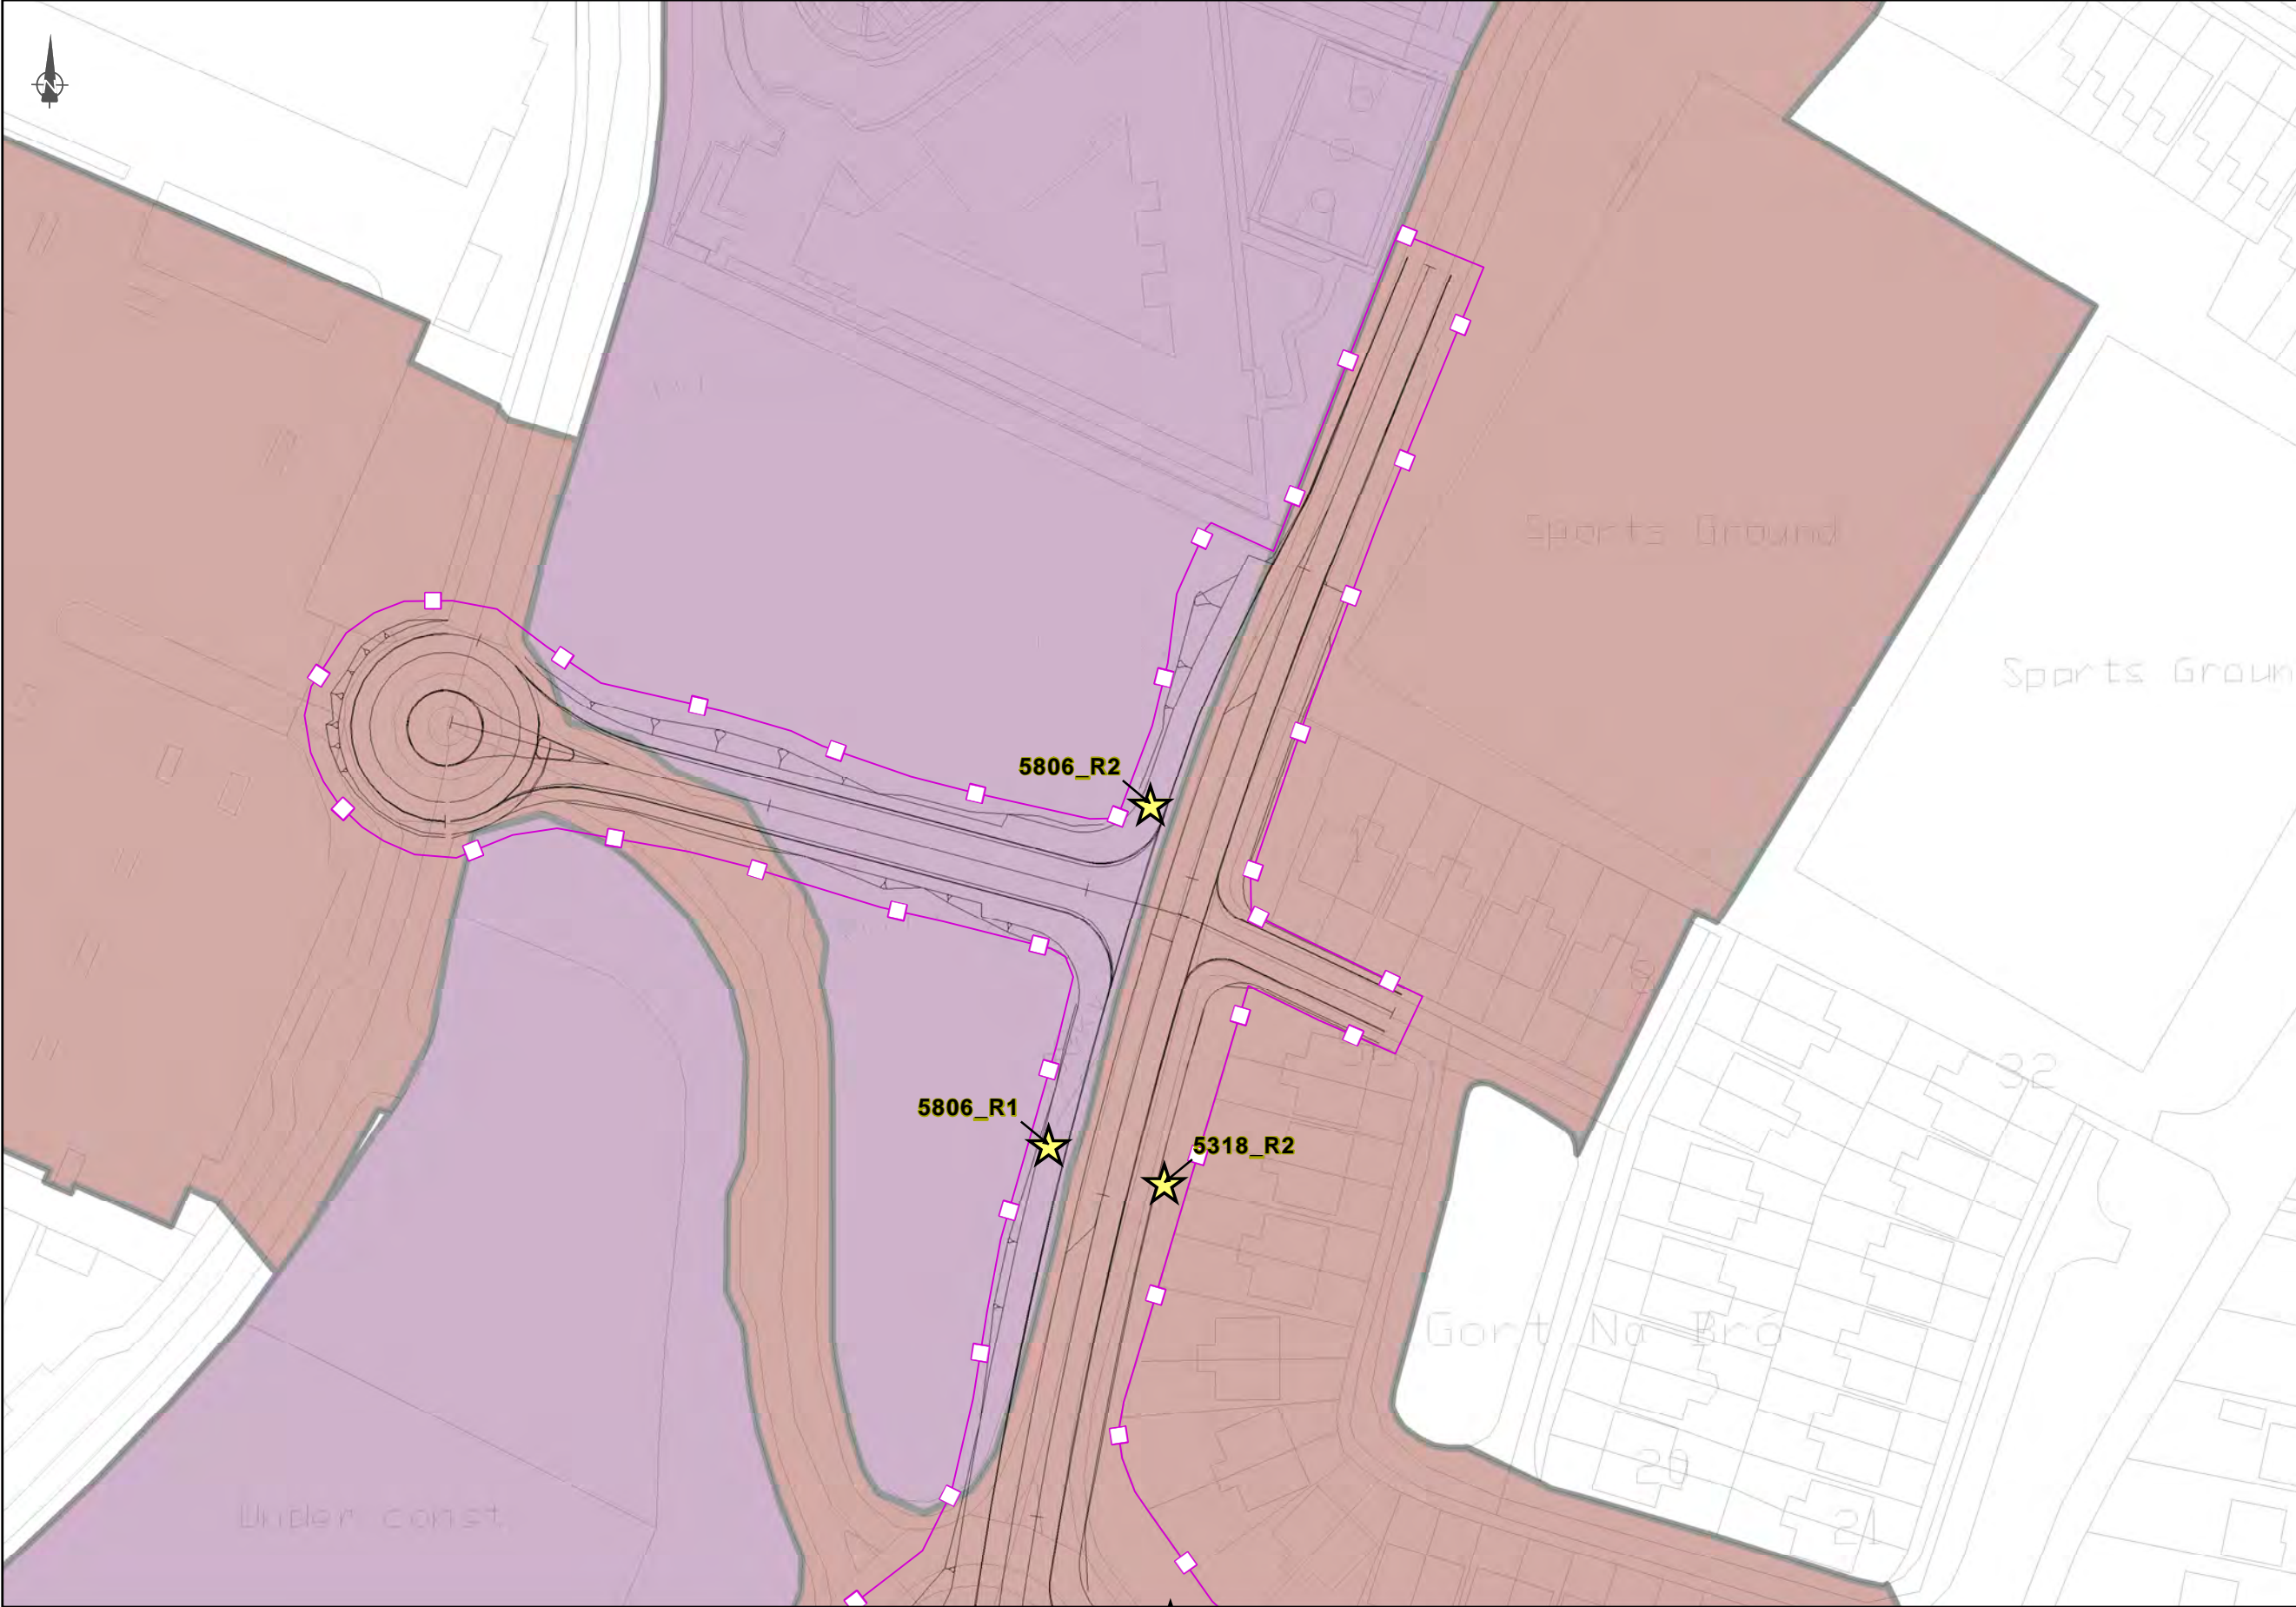 N
Sports Ground
Sports Groun
5806_R2
5806_R1
5318_R2
32
Gort Na Bró
20
21
Under const